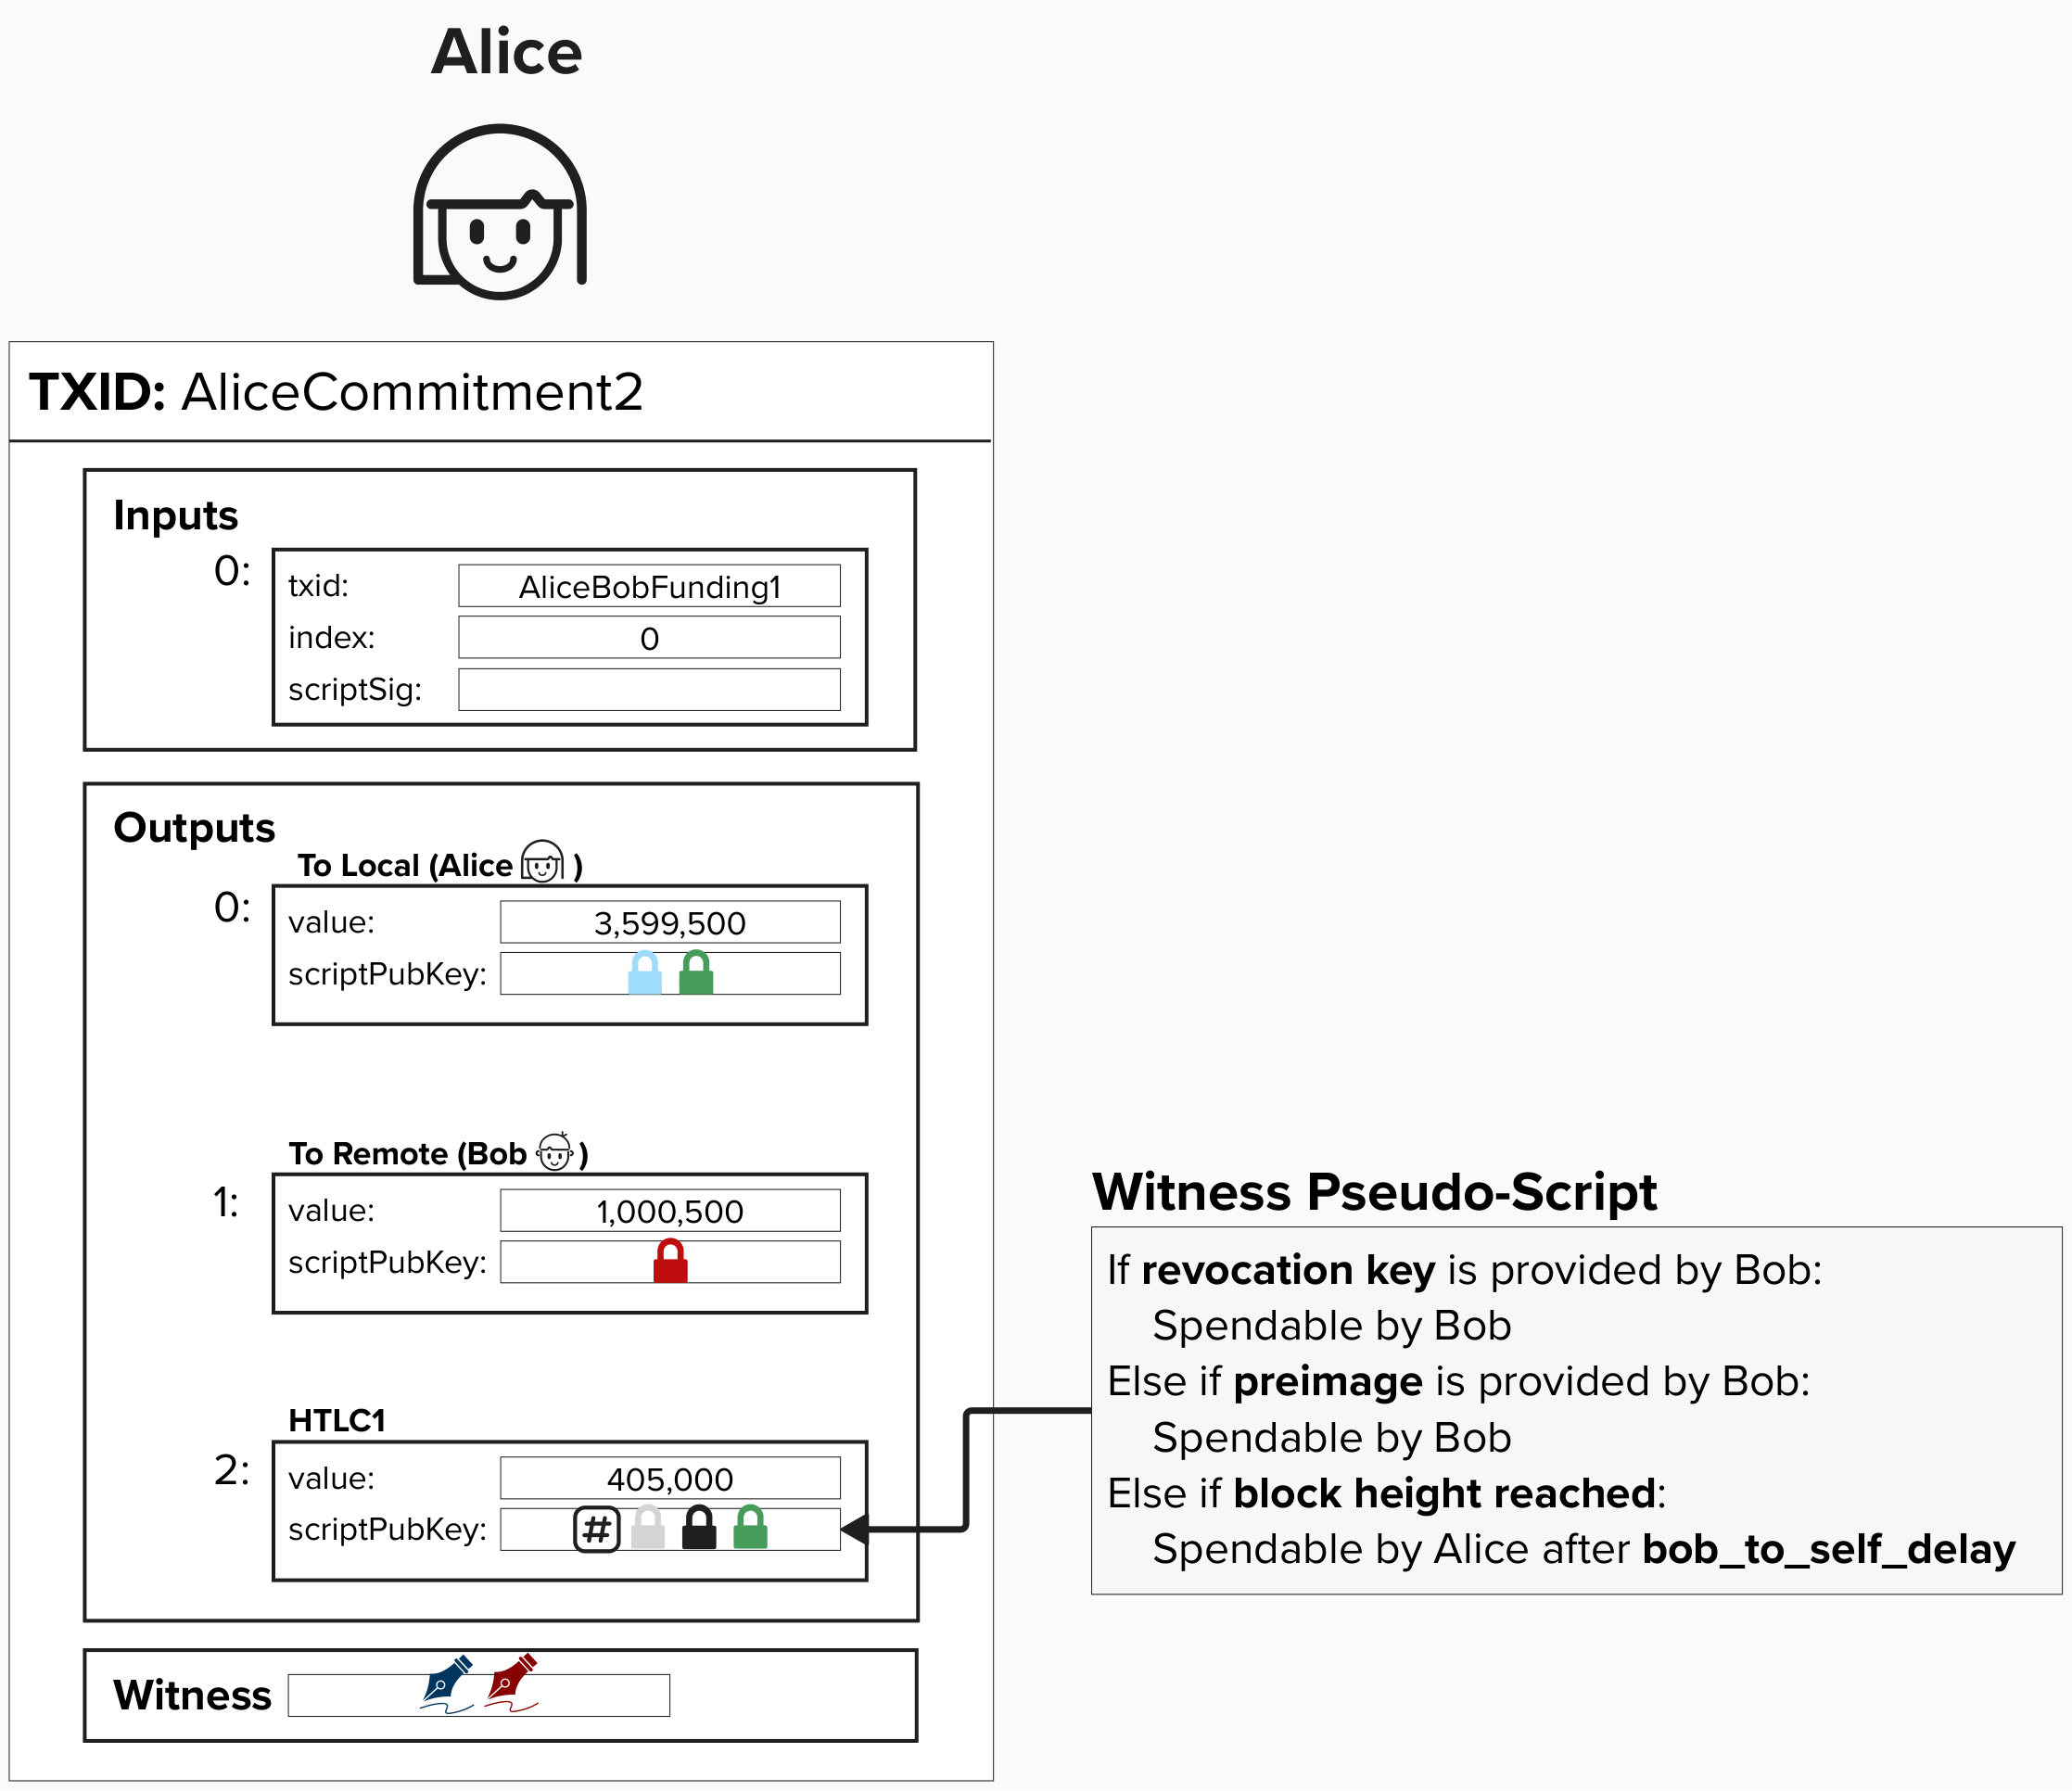 Alice
TXID: AliceCommitment2
Inputs
0:
txid: AliceBobFunding1
index: 0
scriptSig:
Outputs
To Local (Alice )
0:
value: 3,599,500
scriptPubKey:
To Remote (Bob )
1:
value: 1,000,500
scriptPubKey:
HTLC1
2:
value: 405,000
scriptPubKey: #
Witness
Witness Pseudo-Script
If revocation key is provided by Bob:
Spendable by Bob
Else if preimage is provided by Bob:
Spendable by Bob
Else if block height reached:
Spendable by Alice after bob_to_self_delay